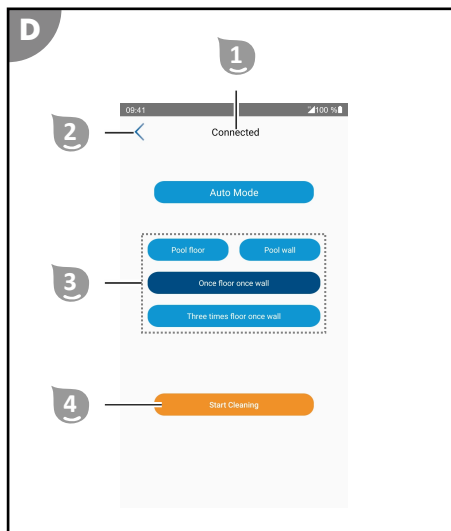 D
1
09:41 100 %
2 Connected
Auto Mode
Pool floor Pool wall
3 Once floor once wall
Three times floor once wall
4 Start Cleaning